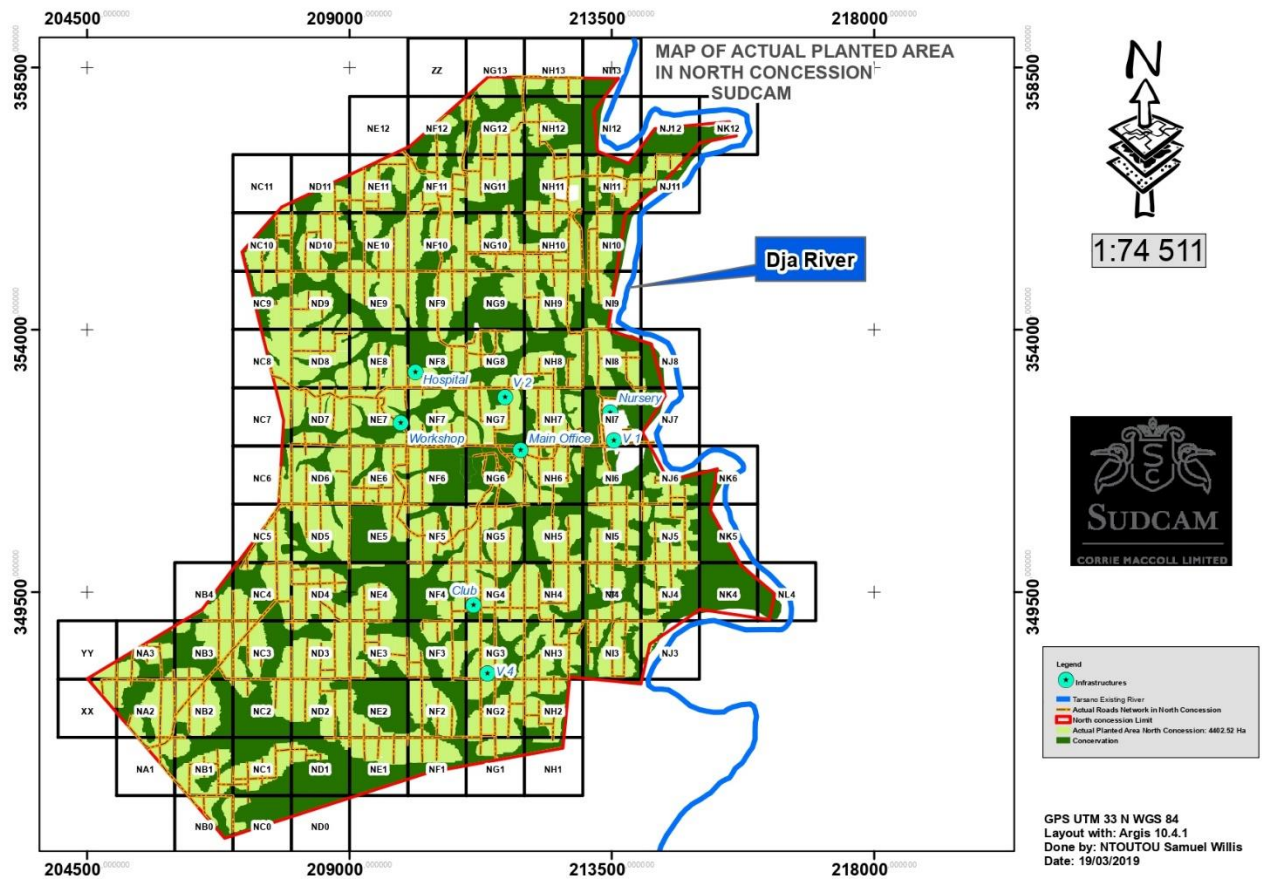 204500 209000 213500 218000
MAP OF ACTUAL PLANTED AREA
IN NORTH CONCESSION
SUDCAM
N
1:74 511
358500
354000
349500
358500
354000
349500
ZZ NG13 NH13 NI13
NE12 NF12 NG12 NH12 NI12 NJ12 NK12
NC11 ND11 NE11 NF11 NG11 NH11 NI11 NJ11
NC10 ND10 NE10 NF10 NG10 NH10 NI10
Dja River
NC9 ND9 NE9 NF9 NG9 NH9 NI9
NC8 ND8 NE8 NF8 NG8 NH8 NI8 NJ8
Hospital
V.2
Nursery
NC7 ND7 NE7 NF7 NG7 NH7 NI7 NJ7
Workshop
Main Office
V.1
NC6 ND6 NE6 NF6 NG6 NH6 NI6 NJ6 NK6
NC5 ND5 NE5 NF5 NG5 NH5 NI5 NJ5 NK5
Club
NB4 NC4 ND4 NE4 NF4 NG4 NH4 NJ4 NK4 NL4
YY NA3 NB3 NC3 ND3 NE3 NF3 NG3 NH3 NI3 NJ3
V.4
XX NA2 NB2 NC2 ND2 NE2 NF2 NG2 NH2
NA1 NB1 NC1 ND1 NE1 NF1 NG1 NH1
NB0 NC0 ND0
204500 209000 213500 218000
S
C
SUDCAM
CORRIE MACCOLL LIMITED
Legend
Infrastructures
Tarsano Existing River
Actual Roads Network in North Concession
North concession Limit
Actual Planted Area North Concession: 4402.52 Ha
Concervation
GPS UTM 33 N WGS 84
Layout with: Argis 10.4.1
Done by: NTOUTOU Samuel Willis
Date: 19/03/2019